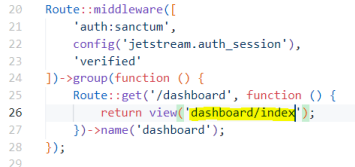 20 Route::middleware([
21 'auth:sanctum',
22 config('jetstream.auth_session'),
23 'verified'
24 ])->group(function () {
25 Route::get('/dashboard', function () {
26 return view('dashboard/index');
27 })->name('dashboard');
28 });
29